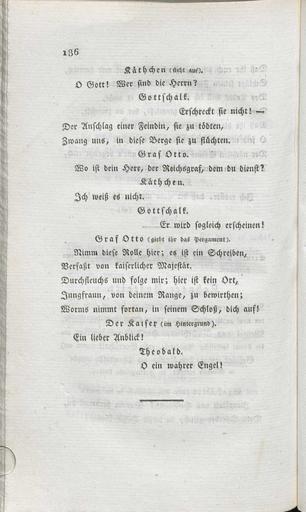 136
Käthchen (steht auf).
O Gott! Wer sind die Herrn?
Gottschalk.
Erschreckt sie nicht! —
Der Anschlag einer Feindin, sie zu tödten,
Zwang uns, in diese Berge sie zu flüchten.
Graf Otto.
Wo ist dein Herr, der Reichsgraf, dem du dienst?
Käthchen.
Ich weiß es nicht.
Gottschalk.
Er wird sogleich erscheinen!
Graf Otto (giebt ihr das Pergament).
Nimm diese Rolle hier; es ist ein Schreiben,
Verfaßt von kaiserlicher Majestät.
Durchfleuchs und folge mir; hier ist kein Ort,
Jungfraun, von deinem Range, zu bewirthen;
Worms nimmt fortan, in seinem Schloß, dich auf!
Der Kaiser (im Hintergrund).
Ein lieber Anblick!
Theobald.
O ein wahrer Engel!